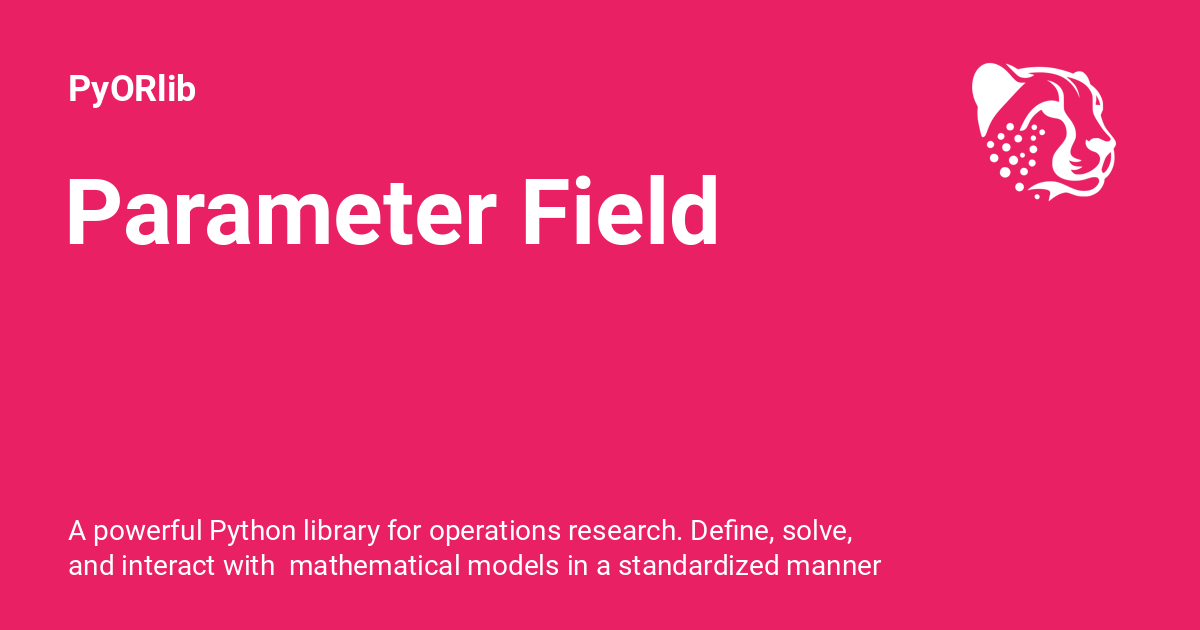 PyORlib
Parameter Field
A powerful Python library for operations research. Define, solve,
and interact with  mathematical models in a standardized manner